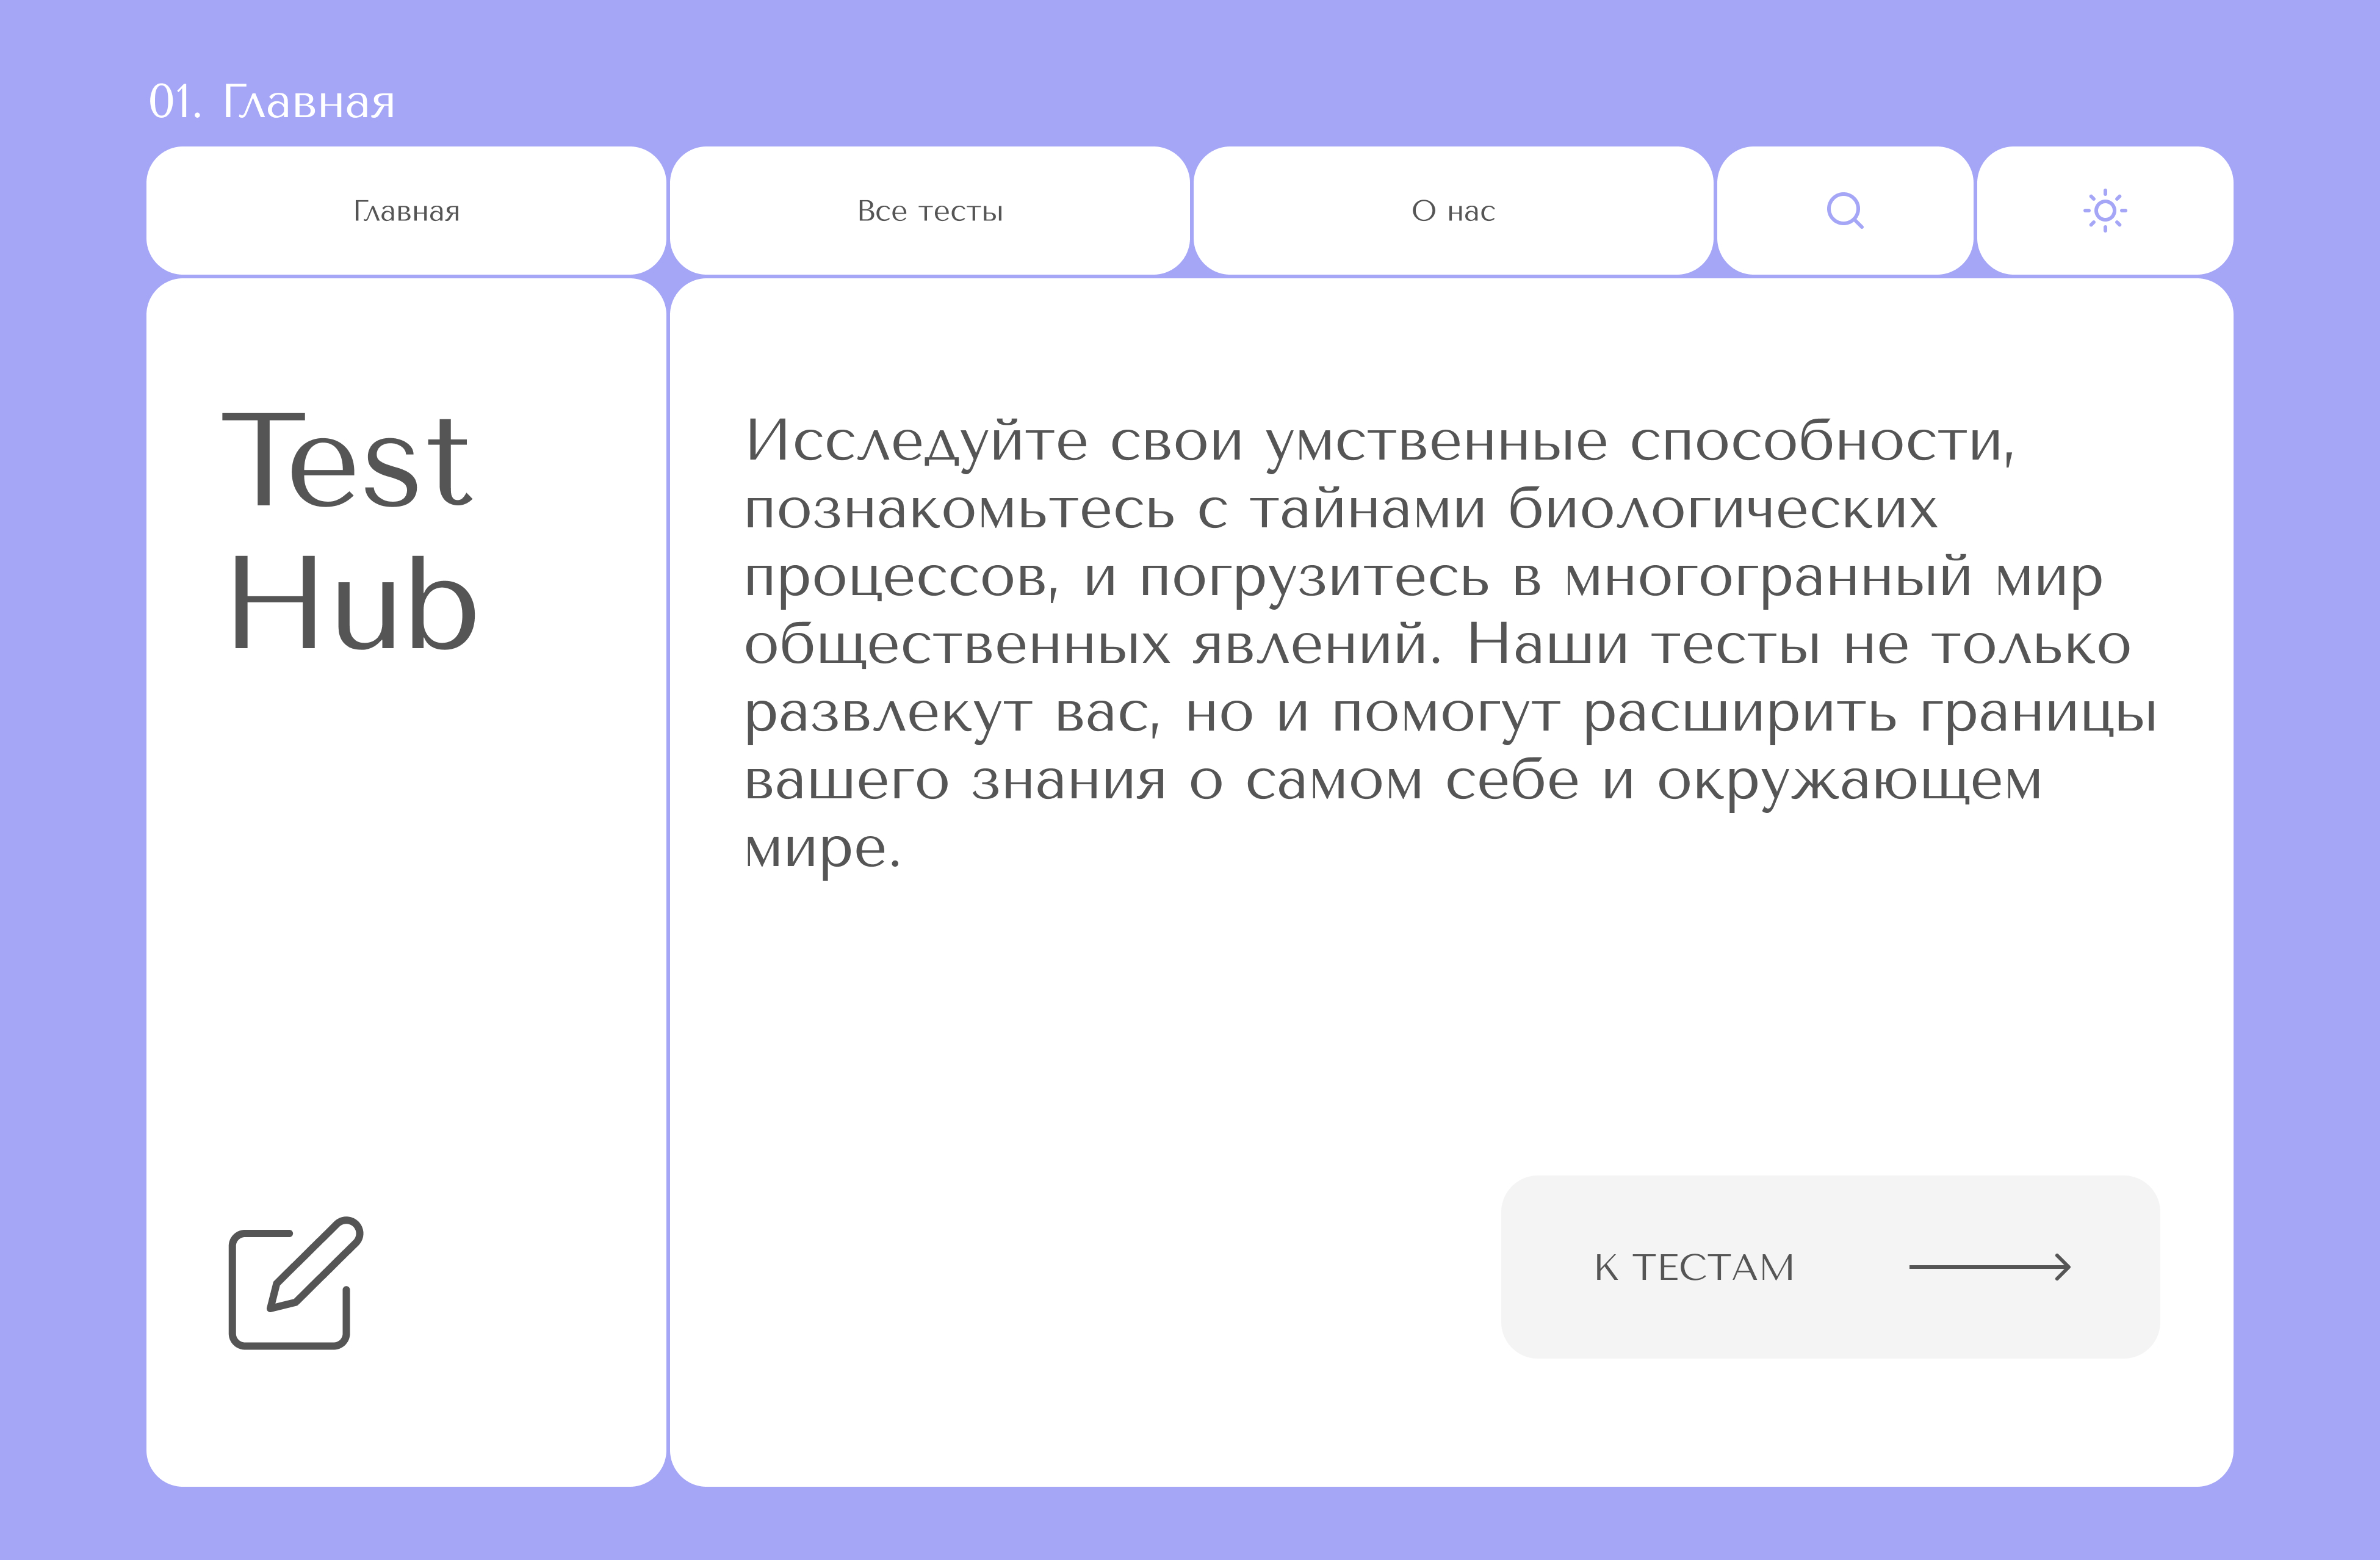 01. Главная
Главная
Все тесты
О нас
Test
Hub
Исследуйте свои умственные способности,
познакомьтесь с тайнами биологических
процессов, и погрузитесь в многогранный мир
общественных явлений. Наши тесты не только
развлекут вас, но и помогут расширить границы
вашего знания о самом себе и окружающем
мире.
К ТЕСТАМ